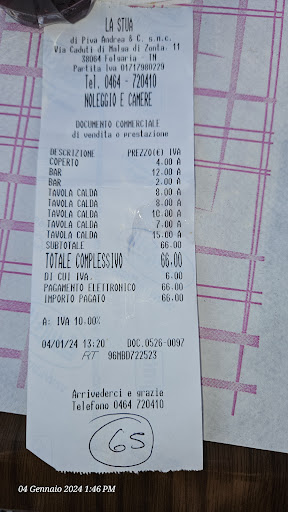 LA STUA
di Piva Andrea & C. s.n.c.
Via Caduti di Malga di Zonta, 11
38064 Folgaria - TN
Partita Iva 01717980229
Tel. 0464 - 720410
NOLEGGIO E CAMERE
DOCUMENTO COMMERCIALE
di vendita o prestazione
DESCRIZIONE PREZZO(€) IVA
COPERTO 4.00 A
BAR 12.00 A
BAR 2.00 A
TAVOLA CALDA 8.00 A
TAVOLA CALDA 8.00 A
TAVOLA CALDA 10.00 A
TAVOLA CALDA 7.00 A
TAVOLA CALDA 15.00 A
SUBTOTALE 66.00
TOTALE COMPLESSIVO 66.00
DI CUI IVA: 6.00
PAGAMENTO ELETTRONICO 66.00
IMPORTO PAGATO 66.00
A: IVA 10.00%
04/01/24 13:20 DOC.0526-0097
RT 96MBD722523
Arrivederci e grazie
Telefono 0464 720410
65
04 Gennaio 2024 1:46 PM